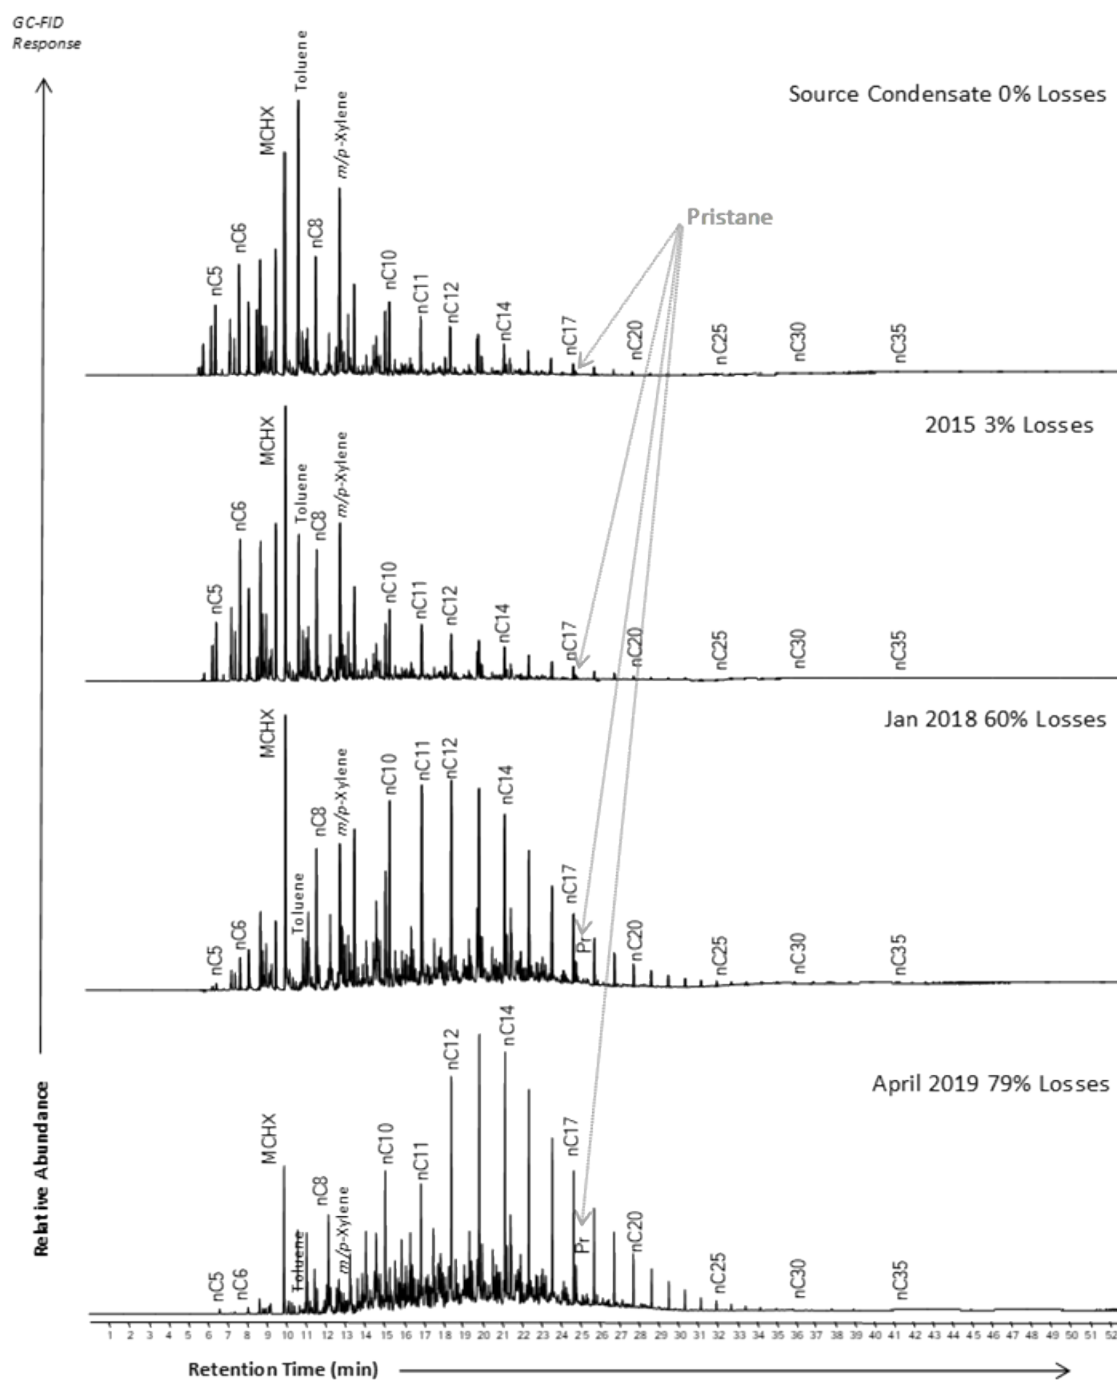 GC-FID
Response
Source Condensate 0% Losses
nC5
nC6
MCHX
Toluene
nC8
m/p-Xylene
nC10
nC11
nC12
nC14
nC17
nC20
nC25
nC30
nC35
Pristane
2015 3% Losses
nC5
nC6
MCHX
Toluene
nC8
m/p-Xylene
nC10
nC11
nC12
nC14
nC17
nC20
nC25
nC30
nC35
Jan 2018 60% Losses
nC5
nC6
MCHX
Toluene
nC8
m/p-Xylene
nC10
nC11
nC12
nC14
nC17
Pr
nC20
nC25
nC30
nC35
April 2019 79% Losses
nC5
nC6
MCHX
Toluene
nC8
m/p-Xylene
nC10
nC11
nC12
nC14
nC17
Pr
nC20
nC25
nC30
nC35
Relative Abundance
1 2 3 4 5 6 7 8 9 10 11 12 13 14 15 16 17 18 19 20 21 22 23 24 25 26 27 28 29 30 31 32 33 34 35 36 37 38 39 40 41 42 43 44 45 46 47 48 49 50 51 52
Retention Time (min)